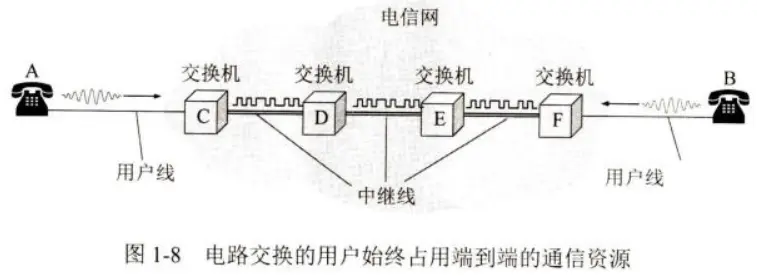 电信网
A
交换机
交换机
交换机
交换机
B
C
D
E
F
用户线
中继线
用户线
图 1-8 电路交换的用户始终占用端到端的通信资源